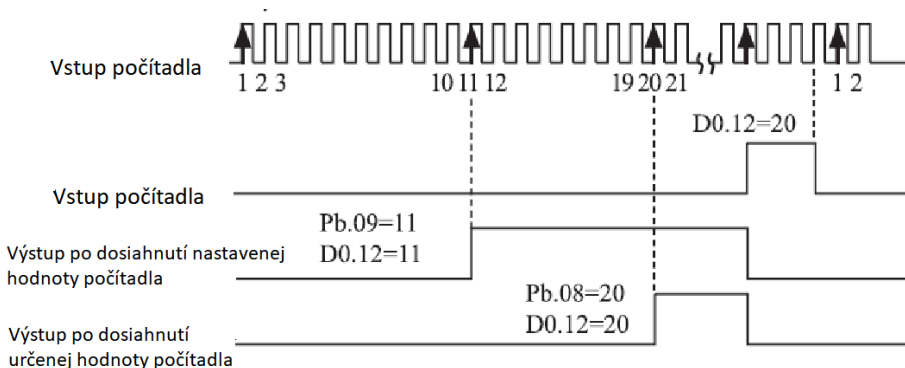 Vstup počítadla
1 2 3
10 11 12
19 20 21
1 2
D0.12=20
Vstup počítadla
Pb.09=11
D0.12=11
Výstup po dosiahnutí nastavenej
hodnoty počítadla
Pb.08=20
D0.12=20
Výstup po dosiahnutí
určenej hodnoty počítadla